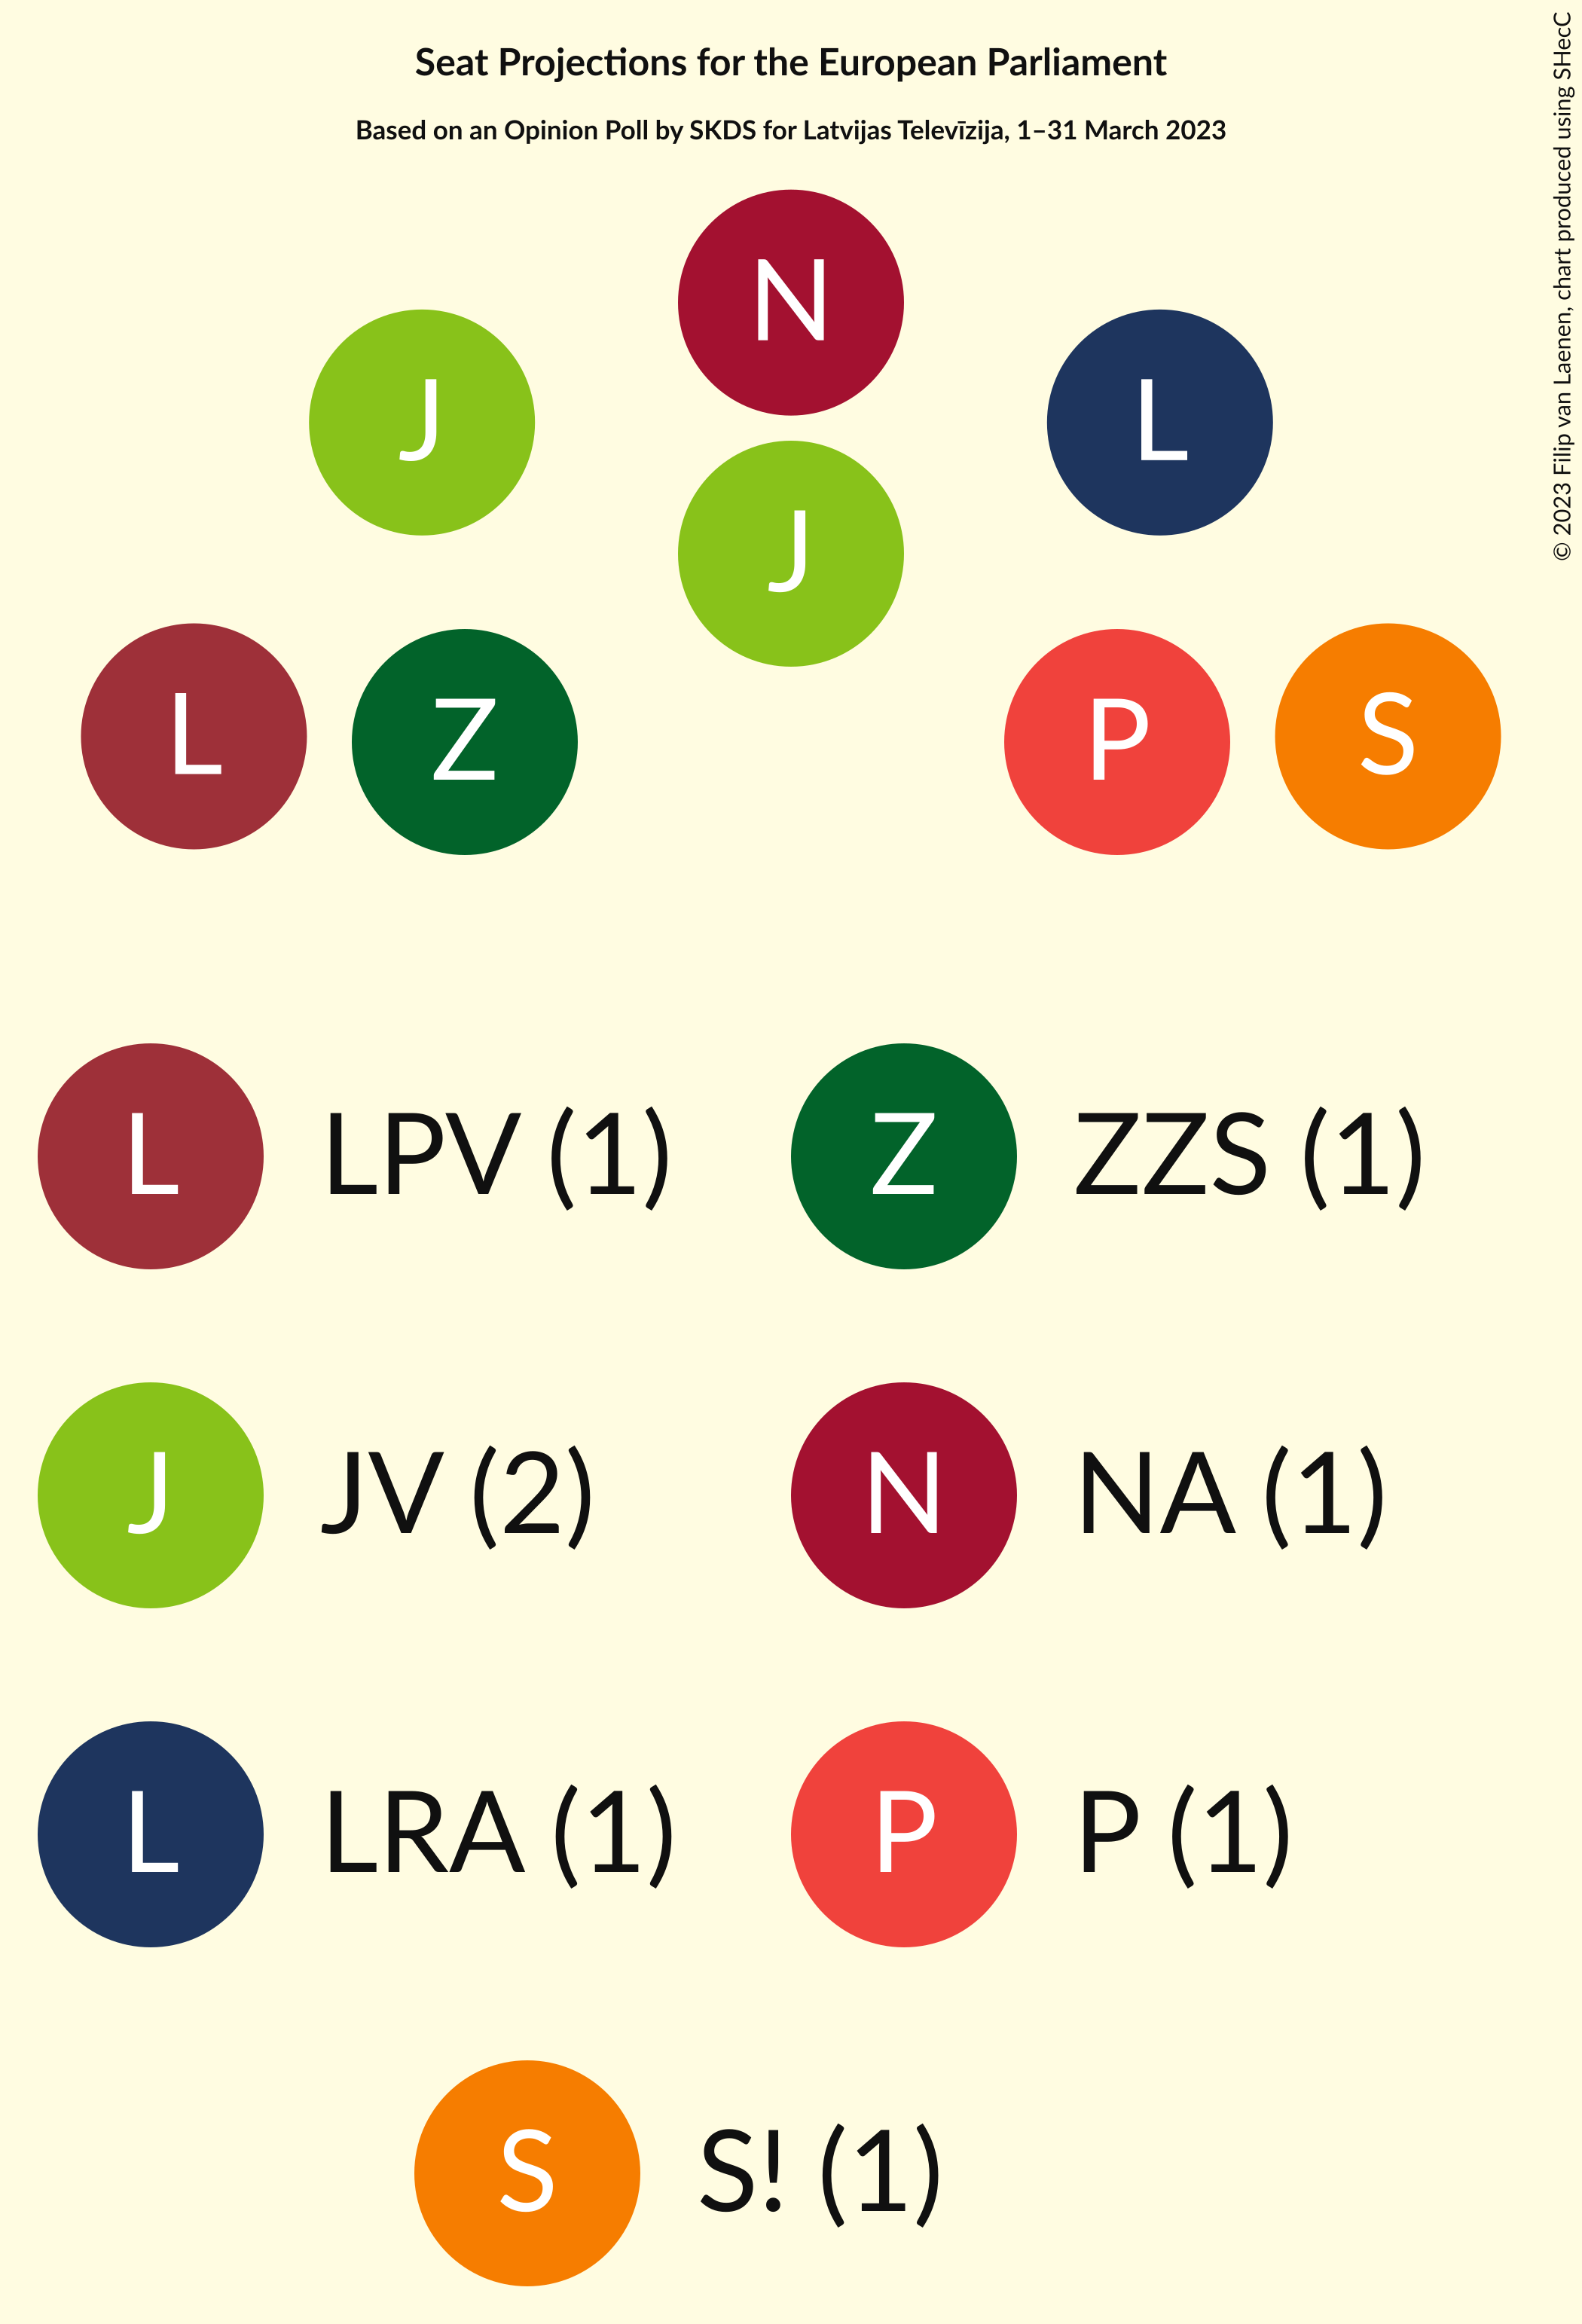 Seat Projections for the European Parliament
Based on an Opinion Poll by SKDS for Latvijas Televīzija, 1–31 March 2023
© 2023 Filip van Laenen, chart produced using SHecC
N
J
L
J
L
Z
P
S
L LPV (1)
Z ZZS (1)
J JV (2)
N NA (1)
L LRA (1)
P P (1)
S S! (1)